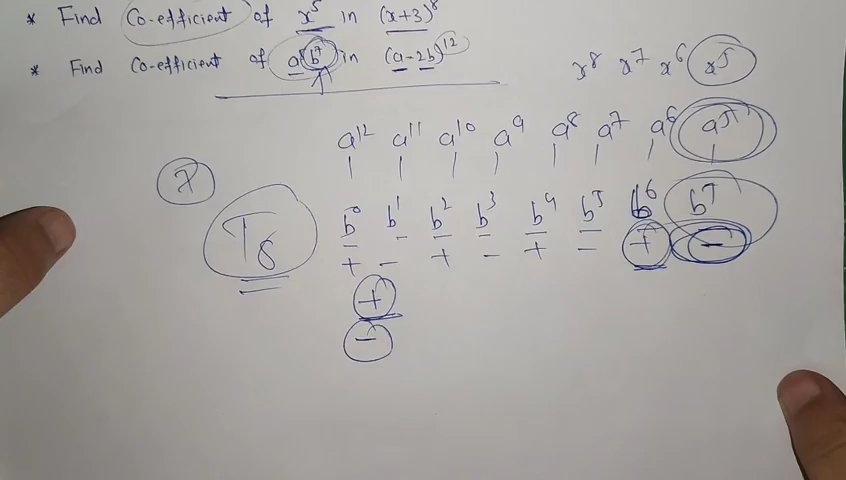 * Find Co-efficient of x⁵ in (x+3)⁸
* Find Co-efficient of a⁵b⁷ in (a-2b)¹²
x⁸ x⁷ x⁶ x⁵
a¹² a¹¹ a¹⁰ a⁹ a⁸ a⁷ a⁶ a⁵
b⁰ b¹ b² b³ b⁴ b⁵ b⁶ b⁷
T₈
+ - + - + - + -
+
-